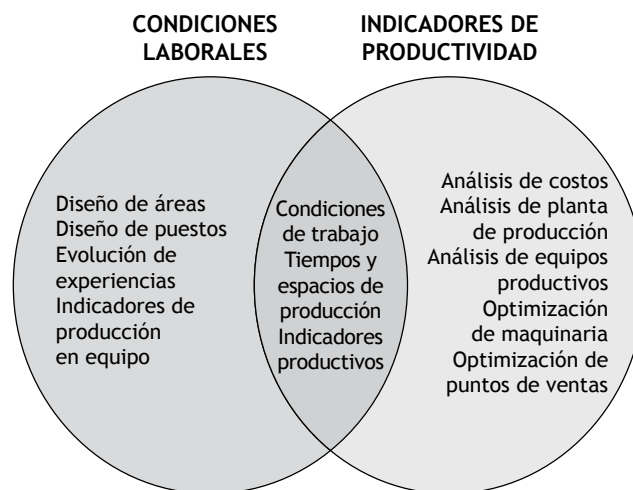 CONDICIONES
LABORALES
INDICADORES DE
PRODUCTIVIDAD
Diseño de áreas
Diseño de puestos
Evolución de
experiencias
Indicadores de
producción
en equipo
Condiciones
de trabajo
Tiempos y
espacios de
producción
Indicadores
productivos
Análisis de costos
Análisis de planta
de producción
Análisis de equipos
productivos
Optimización
de maquinaria
Optimización de
puntos de ventas